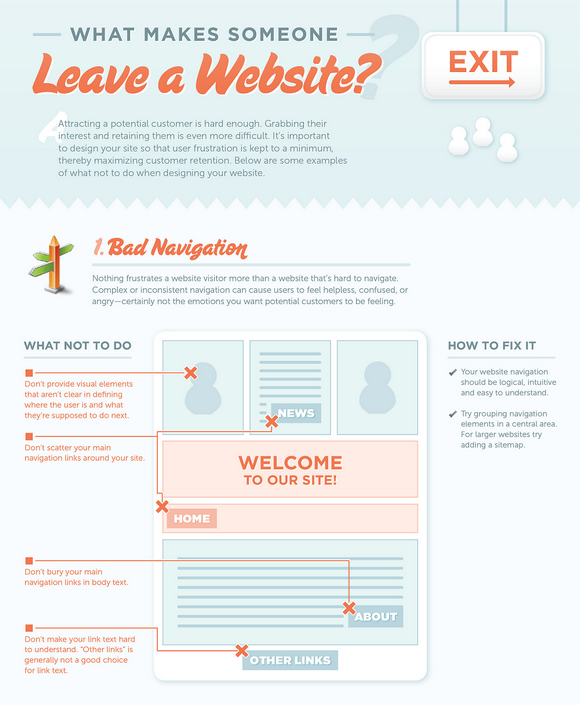 WHAT MAKES SOMEONE
Leave a Website?
EXIT
Attracting a potential customer is hard enough. Grabbing their
interest and retaining them is even more difficult. It's important
to design your site so that user frustration is kept to a minimum,
thereby maximizing customer retention. Below are some examples
of what not to do when designing your website.
1. Bad Navigation
Nothing frustrates a website visitor more than a website that's hard to navigate.
Complex or inconsistent navigation can cause users to feel helpless, confused, or
angry—certainly not the emotions you want potential customers to be feeling.
WHAT NOT TO DO
Don't provide visual elements
that aren't clear in defining
where the user is and what
they're supposed to do next.
Don't scatter your main
navigation links around your site.
Don't bury your main
navigation links in body text.
Don't make your link text hard
to understand. "Other links" is
generally not a good choice
for link text.
NEWS
WELCOME
TO OUR SITE!
HOME
ABOUT
OTHER LINKS
HOW TO FIX IT
Your website navigation
should be logical, intuitive
and easy to understand.
Try grouping navigation
elements in a central area.
For larger websites try
adding a sitemap.